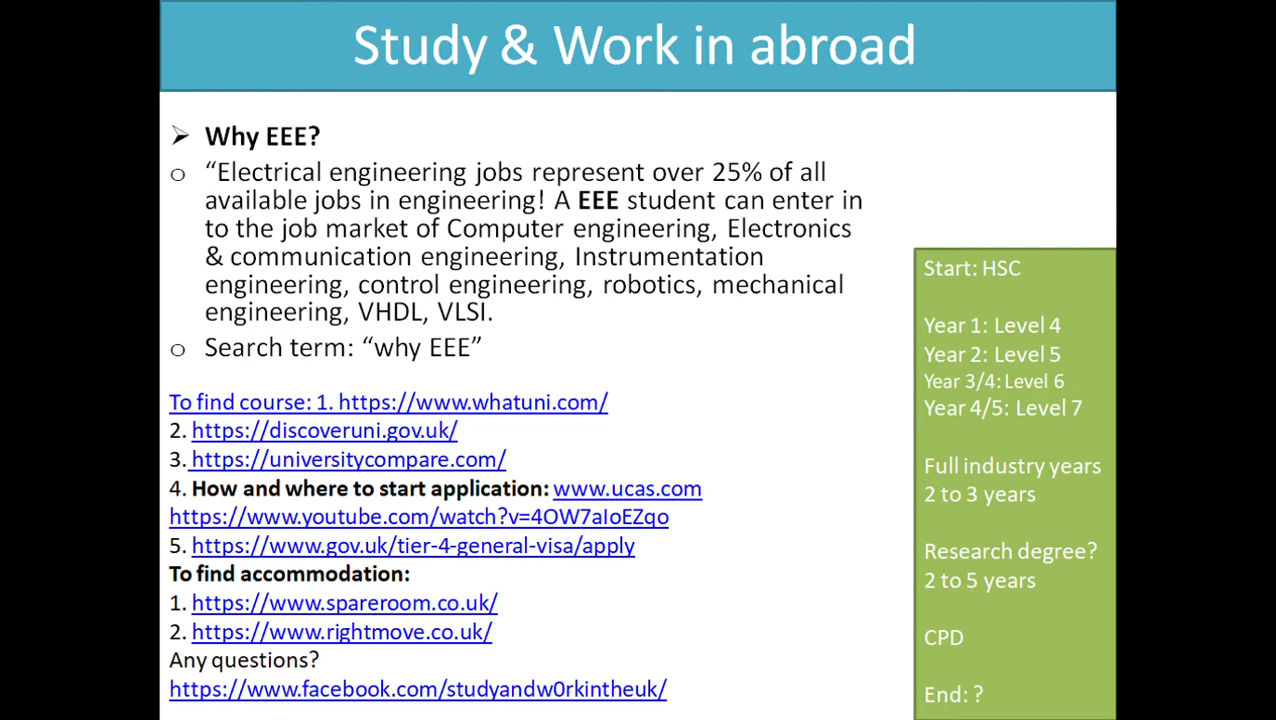 Study & Work in abroad
➢ Why EEE?
o “Electrical engineering jobs represent over 25% of all
available jobs in engineering! A EEE student can enter in
to the job market of Computer engineering, Electronics
& communication engineering, Instrumentation
engineering, control engineering, robotics, mechanical
engineering, VHDL, VLSI.
o Search term: “why EEE”
To find course: 1. https://www.whatuni.com/
2. https://discoveruni.gov.uk/
3. https://universitycompare.com/
4. How and where to start application: www.ucas.com
https://www.youtube.com/watch?v=4OW7aIoEZqo
5. https://www.gov.uk/tier-4-general-visa/apply
To find accommodation:
1. https://www.spareroom.co.uk/
2. https://www.rightmove.co.uk/
Any questions?
https://www.facebook.com/studyandw0rkintheuk/
Start: HSC
Year 1: Level 4
Year 2: Level 5
Year 3/4: Level 6
Year 4/5: Level 7
Full industry years
2 to 3 years
Research degree?
2 to 5 years
CPD
End: ?